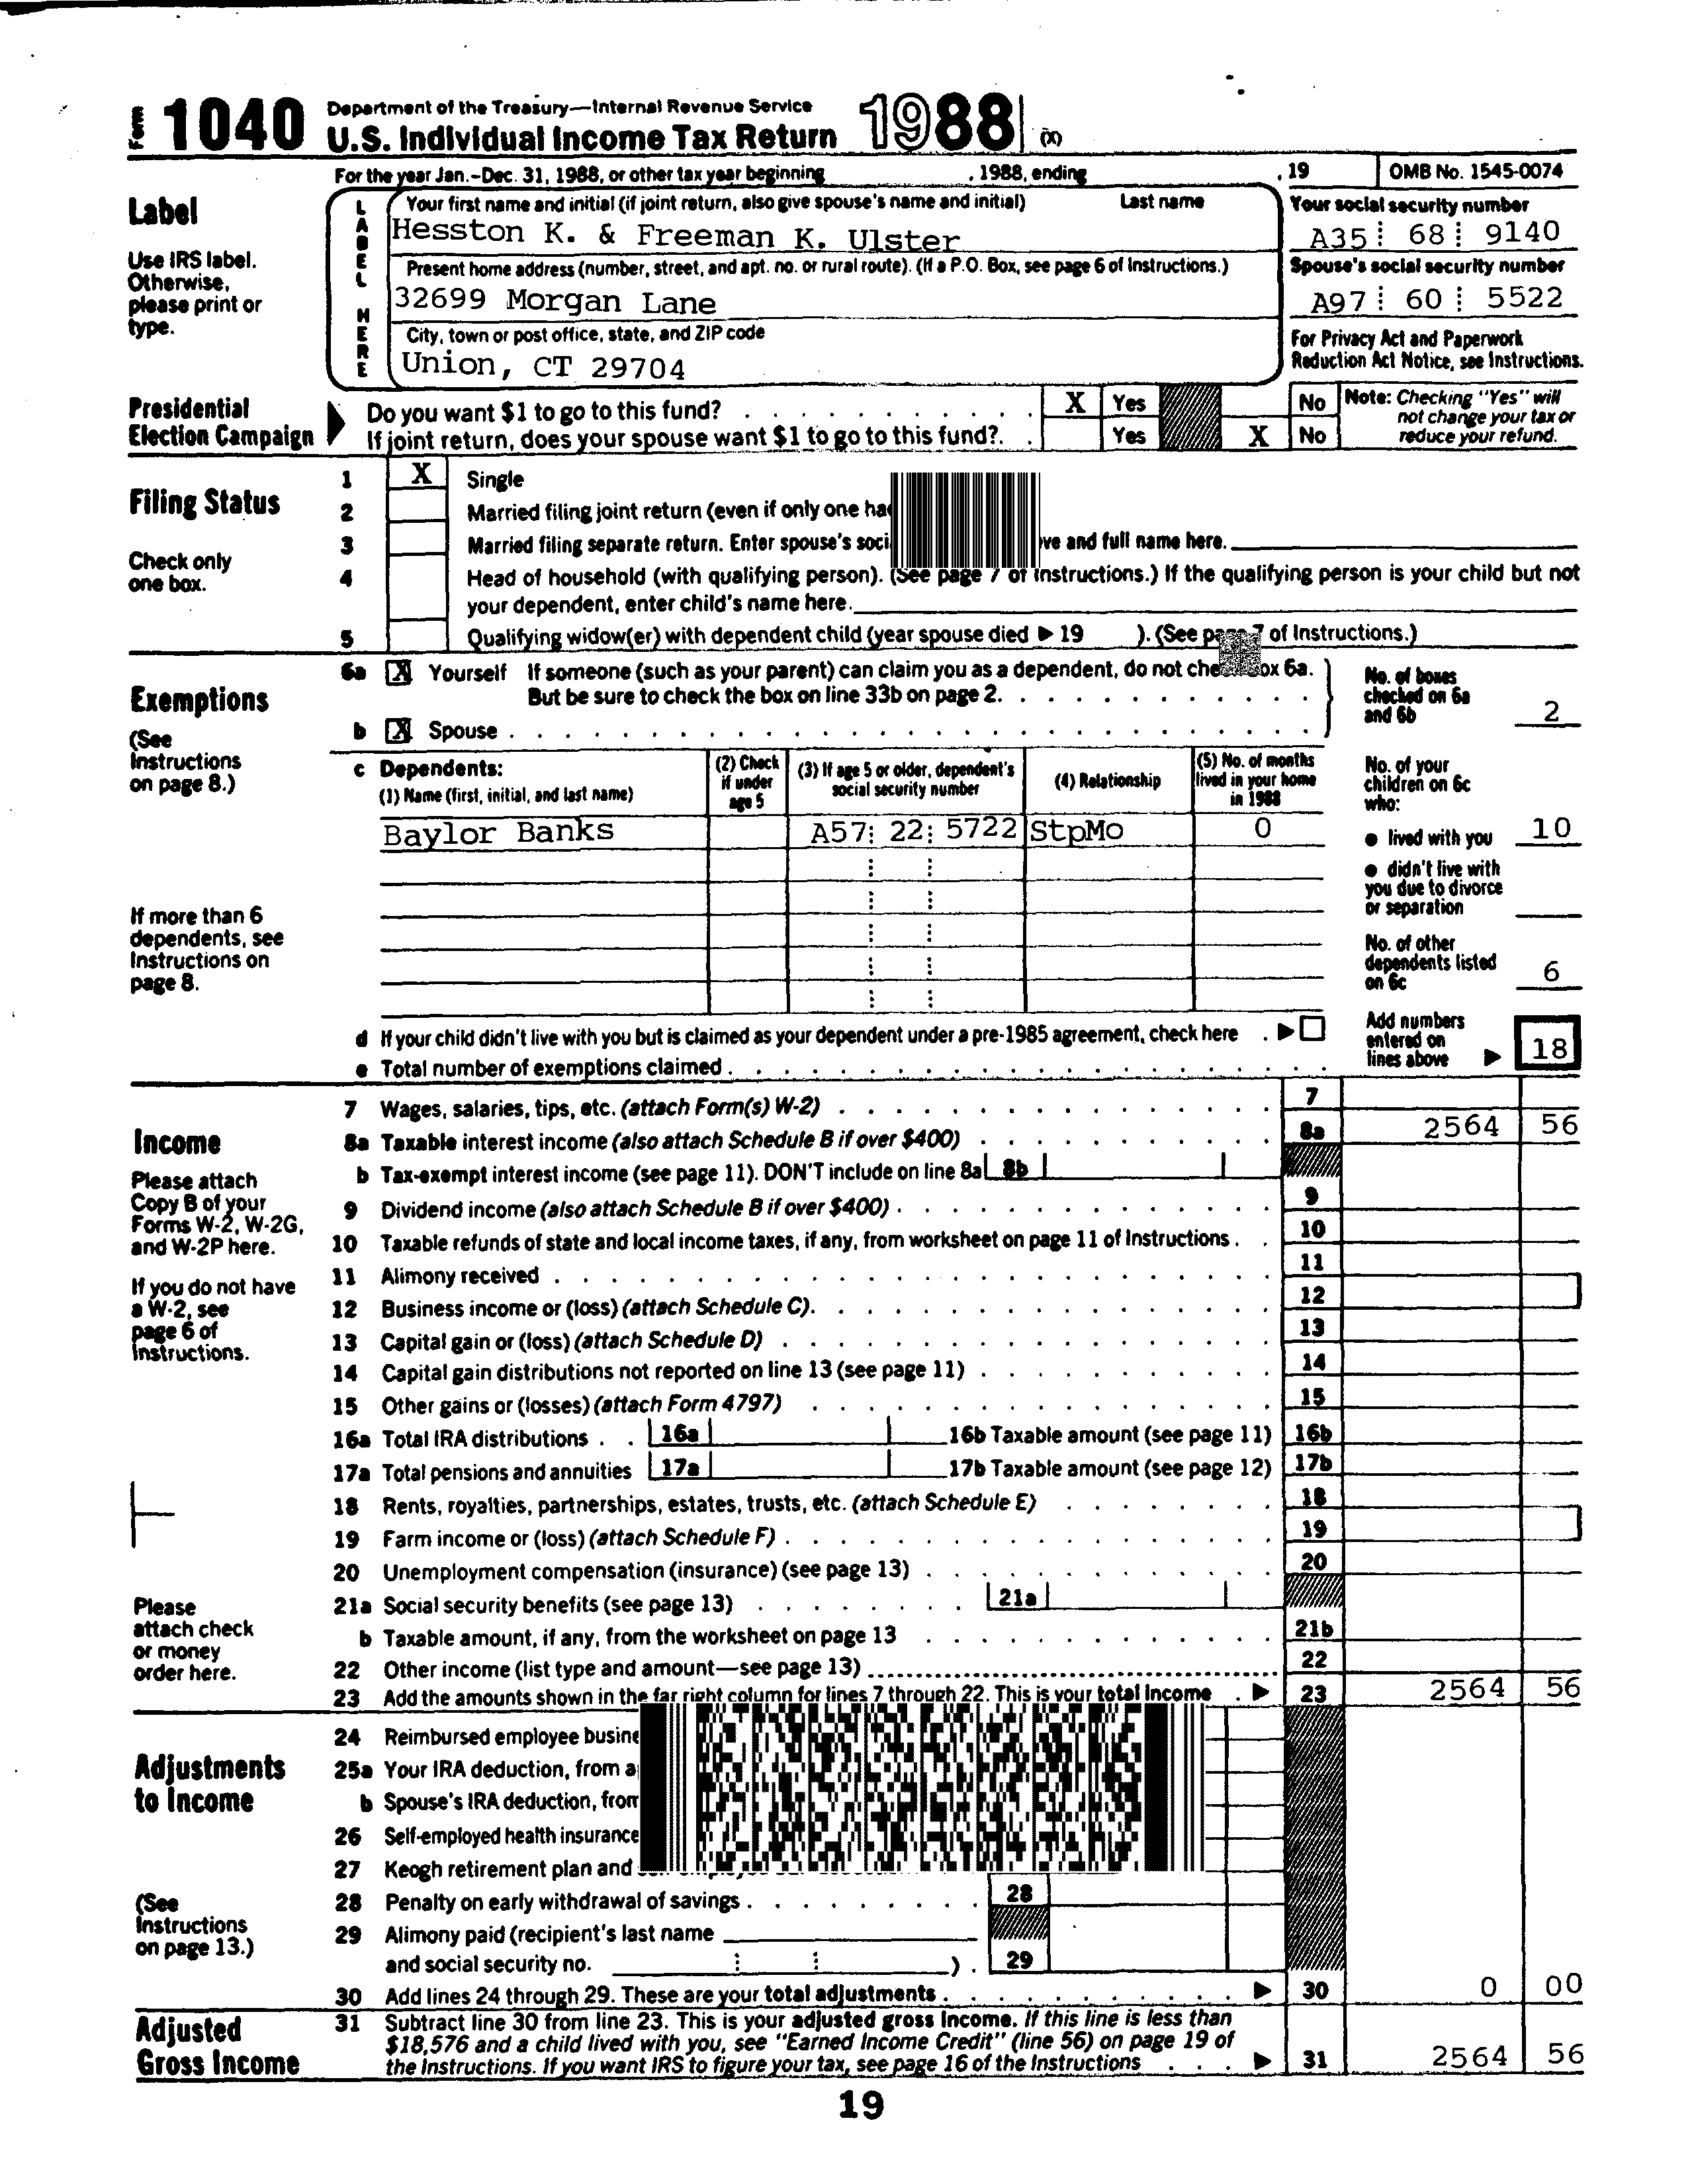 Form 1040 Department of the Treasury—Internal Revenue Service
U.S. Individual Income Tax Return 1988 (X)
For the year Jan.-Dec. 31, 1988, or other tax year beginning , 1988, ending , 19 OMB No. 1545-0074
Label
Use IRS label.
Otherwise,
please print or
type.
LABEL HERE
Your first name and initial (if joint return, also give spouse's name and initial) Last name
Hesston K. & Freeman K. Ulster
Present home address (number, street, and apt. no. or rural route). (If a P.O. Box, see page 6 of Instructions.)
32699 Morgan Lane
City, town or post office, state, and ZIP code
Union, CT 29704
Your social security number
A35 68 9140
Spouse's social security number
A97 60 5522
For Privacy Act and Paperwork
Reduction Act Notice, see Instructions.
Presidential
Election Campaign
Do you want $1 to go to this fund? X Yes No
If joint return, does your spouse want $1 to go to this fund? Yes X No
Note: Checking "Yes" will
not change your tax or
reduce your refund.
Filing Status
Check only
one box.
1 X Single
2 Married filing joint return (even if only one ha
3 Married filing separate return. Enter spouse's soci ve and full name here.
4 Head of household (with qualifying person). (See page 7 of Instructions.) If the qualifying person is your child but not
your dependent, enter child's name here.
5 Qualifying widow(er) with dependent child (year spouse died ▶ 19 ). (See page 7 of Instructions.)
Exemptions
(See
Instructions
on page 8.)
6a X Yourself If someone (such as your parent) can claim you as a dependent, do not che ox 6a.
But be sure to check the box on line 33b on page 2.
b X Spouse
No. of boxes
checked on 6a
and 6b 2
c Dependents:
(1) Name (first, initial, and last name)
(2) Check
if under
age 5
(3) If age 5 or older, dependent's
social security number
(4) Relationship
(5) No. of months
lived in your home
in 1988
Baylor Banks A57 22 5722 StpMo 0
If more than 6
dependents, see
Instructions on
page 8.
No. of your
children on 6c
who:
● lived with you 10
● didn't live with
you due to divorce
or separation
No. of other
dependents listed
on 6c 6
d If your child didn't live with you but is claimed as your dependent under a pre-1985 agreement, check here ▶
e Total number of exemptions claimed
Add numbers
entered on
lines above ▶ 18
Income
Please attach
Copy B of your
Forms W-2, W-2G,
and W-2P here.
If you do not have
a W-2, see
page 6 of
Instructions.
Please
attach check
or money
order here.
7 Wages, salaries, tips, etc. (attach Form(s) W-2) 7
8a Taxable interest income (also attach Schedule B if over $400) 8a 2564 56
b Tax-exempt interest income (see page 11). DON'T include on line 8a 8b
9 Dividend income (also attach Schedule B if over $400) 9
10 Taxable refunds of state and local income taxes, if any, from worksheet on page 11 of Instructions 10
11 Alimony received 11
12 Business income or (loss) (attach Schedule C) 12
13 Capital gain or (loss) (attach Schedule D) 13
14 Capital gain distributions not reported on line 13 (see page 11) 14
15 Other gains or (losses) (attach Form 4797) 15
16a Total IRA distributions 16a 16b Taxable amount (see page 11) 16b
17a Total pensions and annuities 17a 17b Taxable amount (see page 12) 17b
18 Rents, royalties, partnerships, estates, trusts, etc. (attach Schedule E) 18
19 Farm income or (loss) (attach Schedule F) 19
20 Unemployment compensation (insurance) (see page 13) 20
21a Social security benefits (see page 13) 21a
b Taxable amount, if any, from the worksheet on page 13 21b
22 Other income (list type and amount—see page 13) 22
23 Add the amounts shown in the far right column for lines 7 through 22. This is your total income ▶ 23 2564 56
Adjustments
to Income
(See
Instructions
on page 13.)
24 Reimbursed employee busine
25a Your IRA deduction, from a
b Spouse's IRA deduction, from
26 Self-employed health insurance
27 Keogh retirement plan and
28 Penalty on early withdrawal of savings 28
29 Alimony paid (recipient's last name
and social security no. ) 29
30 Add lines 24 through 29. These are your total adjustments ▶ 30 0 00
Adjusted
Gross Income
31 Subtract line 30 from line 23. This is your adjusted gross income. If this line is less than
$18,576 and a child lived with you, see "Earned Income Credit" (line 56) on page 19 of
the Instructions. If you want IRS to figure your tax, see page 16 of the Instructions ▶ 31 2564 56
19